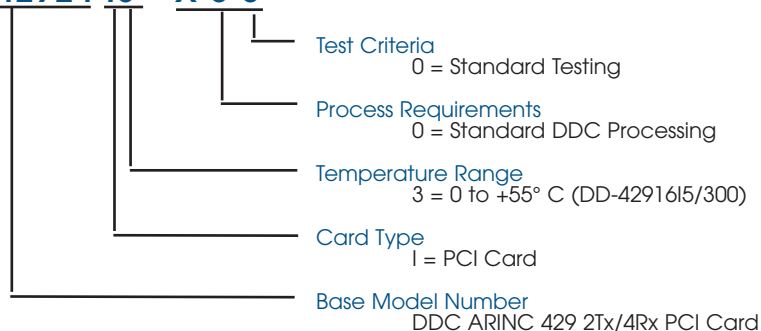 Test Criteria
0 = Standard Testing
Process Requirements
0 = Standard DDC Processing
Temperature Range
3 = 0 to +55° C (DD-42916I5/300)
Card Type
I = PCI Card
Base Model Number
DDC ARINC 429 2Tx/4Rx PCI Card